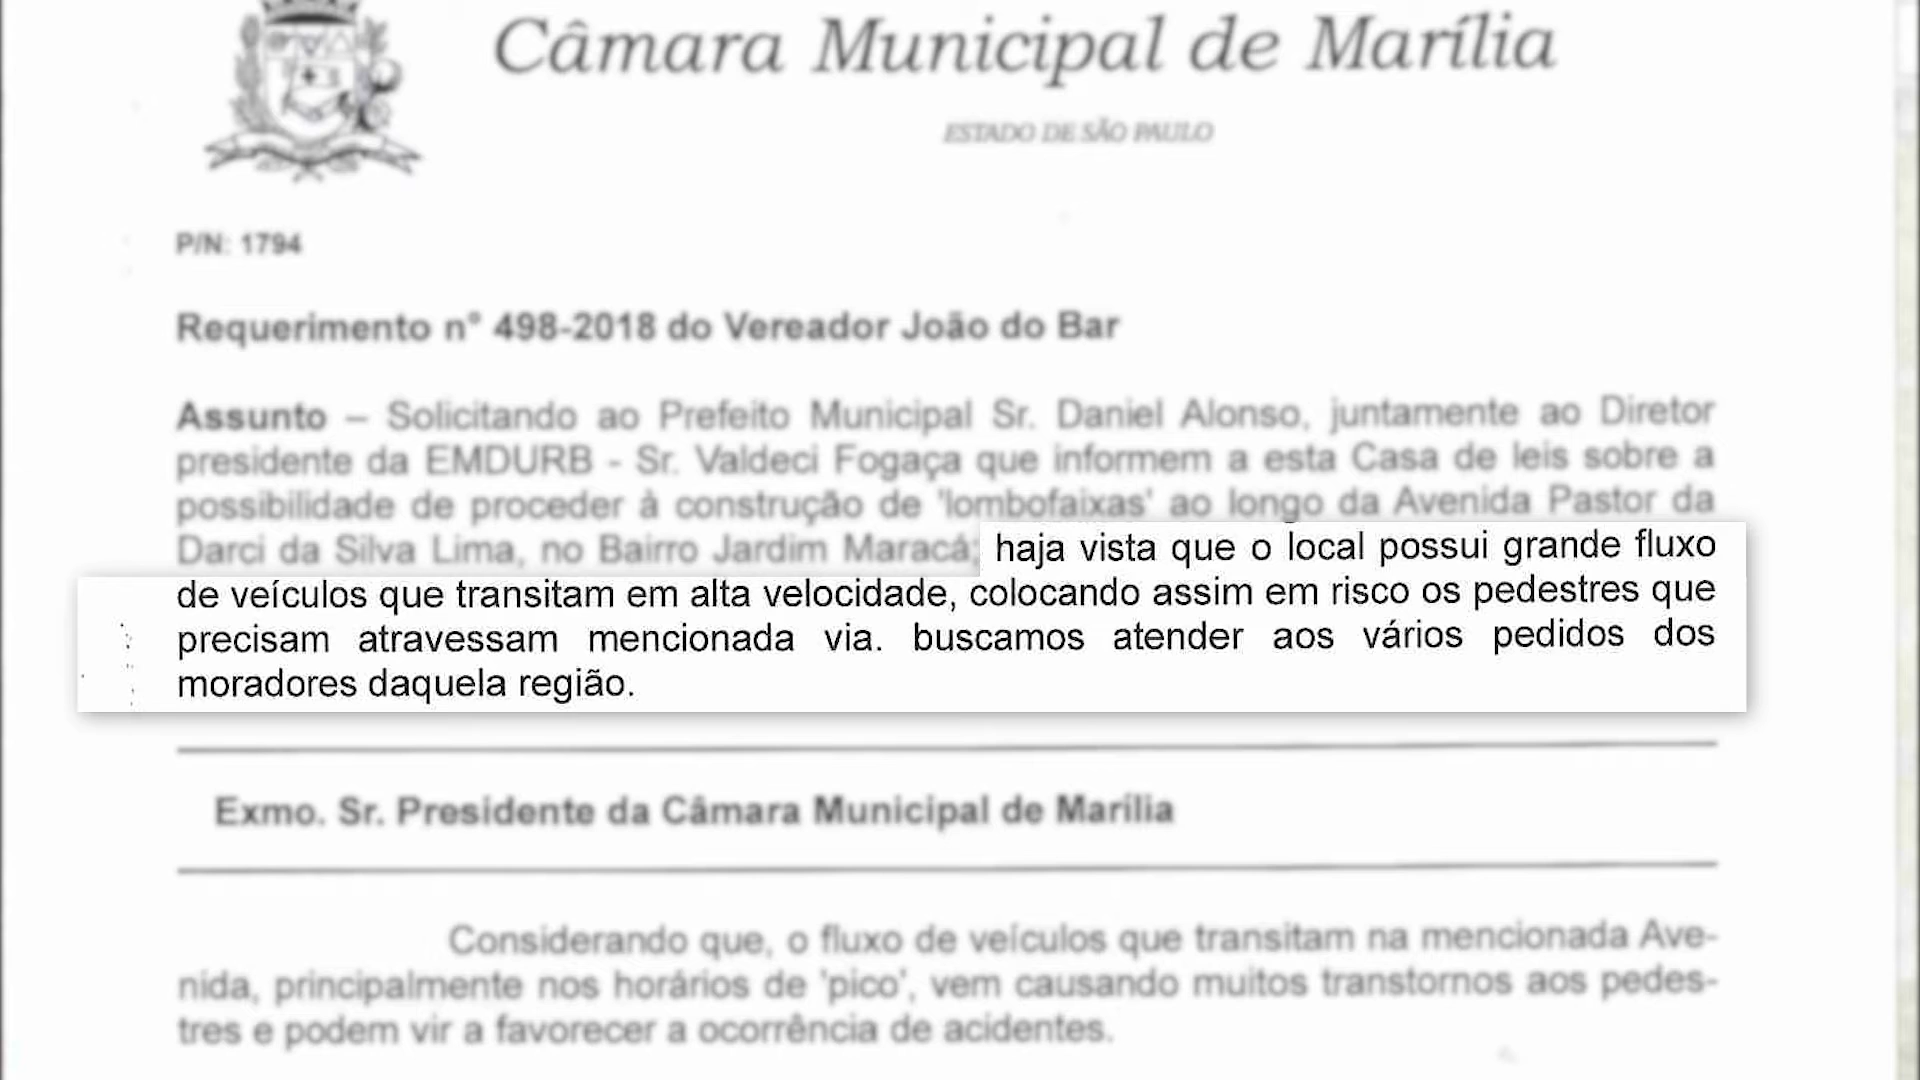 Câmara Municipal de Marília
ESTADO DE SÃO PAULO
P/N: 1794
Requerimento n° 498-2018 do Vereador João do Bar
Assunto – Solicitando ao Prefeito Municipal Sr. Daniel Alonso, juntamente ao Diretor
presidente da EMDURB - Sr. Valdeci Fogaça que informem a esta Casa de leis sobre a
possibilidade de proceder à construção de 'lombofaixas' ao longo da Avenida Pastor da
Darci da Silva Lima, no Bairro Jardim Maracá; haja vista que o local possui grande fluxo
de veículos que transitam em alta velocidade, colocando assim em risco os pedestres que
precisam atravessam mencionada via. buscamos atender aos vários pedidos dos
moradores daquela região.
Exmo. Sr. Presidente da Câmara Municipal de Marília
Considerando que, o fluxo de veículos que transitam na mencionada Ave-
nida, principalmente nos horários de 'pico', vem causando muitos transtornos aos pedes-
tres e podem vir a favorecer a ocorrência de acidentes.